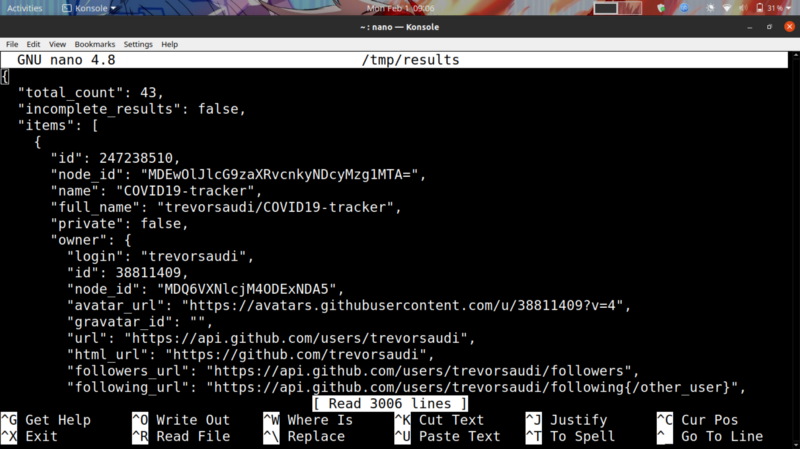 Activities Konsole Mon Feb 1 09:06 31%
~ : nano — Konsole
File Edit View Bookmarks Settings Help
GNU nano 4.8 /tmp/results
{
"total_count": 43,
"incomplete_results": false,
"items": [
{
"id": 247238510,
"node_id": "MDEwOlJlcG9zaXRvcnkyNDcyMzg1MTA=",
"name": "COVID19-tracker",
"full_name": "trevorsaudi/COVID19-tracker",
"private": false,
"owner": {
"login": "trevorsaudi",
"id": 38811409,
"node_id": "MDQ6VXNlcjM4ODExNDA5",
"avatar_url": "https://avatars.githubusercontent.com/u/38811409?v=4",
"gravatar_id": "",
"url": "https://api.github.com/users/trevorsaudi",
"html_url": "https://github.com/trevorsaudi",
"followers_url": "https://api.github.com/users/trevorsaudi/followers",
"following_url": "https://api.github.com/users/trevorsaudi/following{/other_user}",
[ Read 3006 lines ]
^G Get Help ^O Write Out ^W Where Is ^K Cut Text ^J Justify ^C Cur Pos
^X Exit ^R Read File ^\ Replace ^U Paste Text ^T To Spell ^_ Go To Line